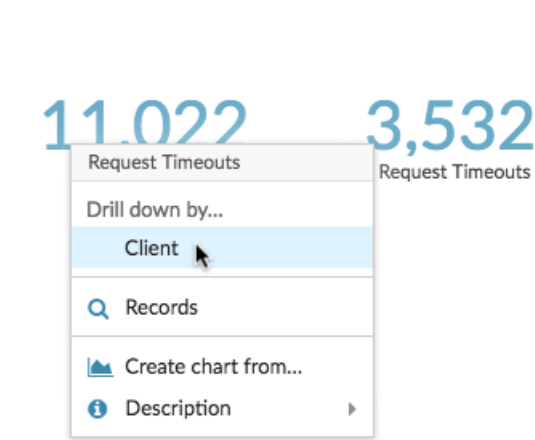 11,022
3,532
Request Timeouts
Request Timeouts
Drill down by...
Client
Records
Create chart from...
Description